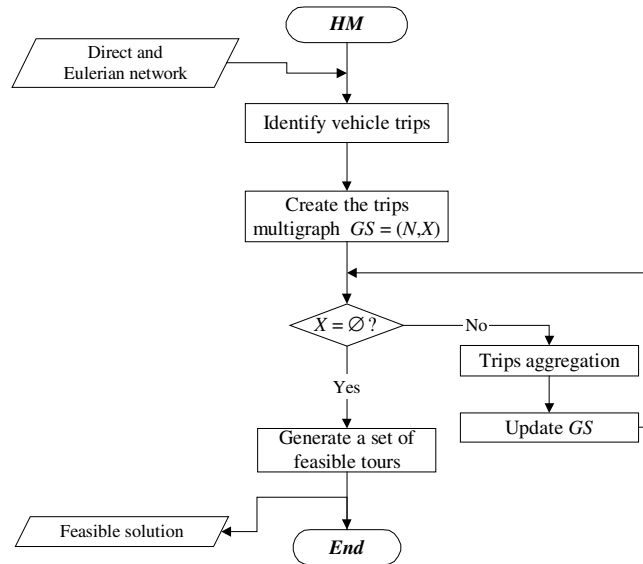 HM
Direct and
Eulerian network
Identify vehicle trips
Create the trips
multigraph GS = (N,X)
X = ∅ ?
No
Trips aggregation
Yes
Update GS
Generate a set of
feasible tours
Feasible solution
End